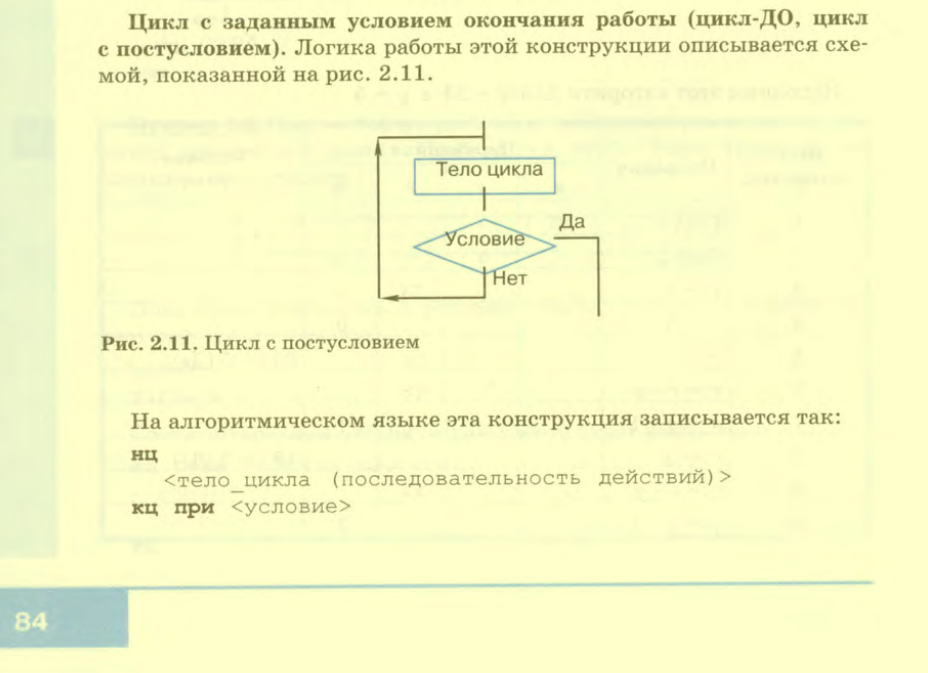 Цикл с заданным условием окончания работы (цикл-ДО, цикл
с постусловием). Логика работы этой конструкции описывается схе-
мой, показанной на рис. 2.11.
Тело цикла
Условие
Да
Нет
Рис. 2.11. Цикл с постусловием
На алгоритмическом языке эта конструкция записывается так:
нц
<тело_цикла (последовательность действий)>
кц при <условие>
84